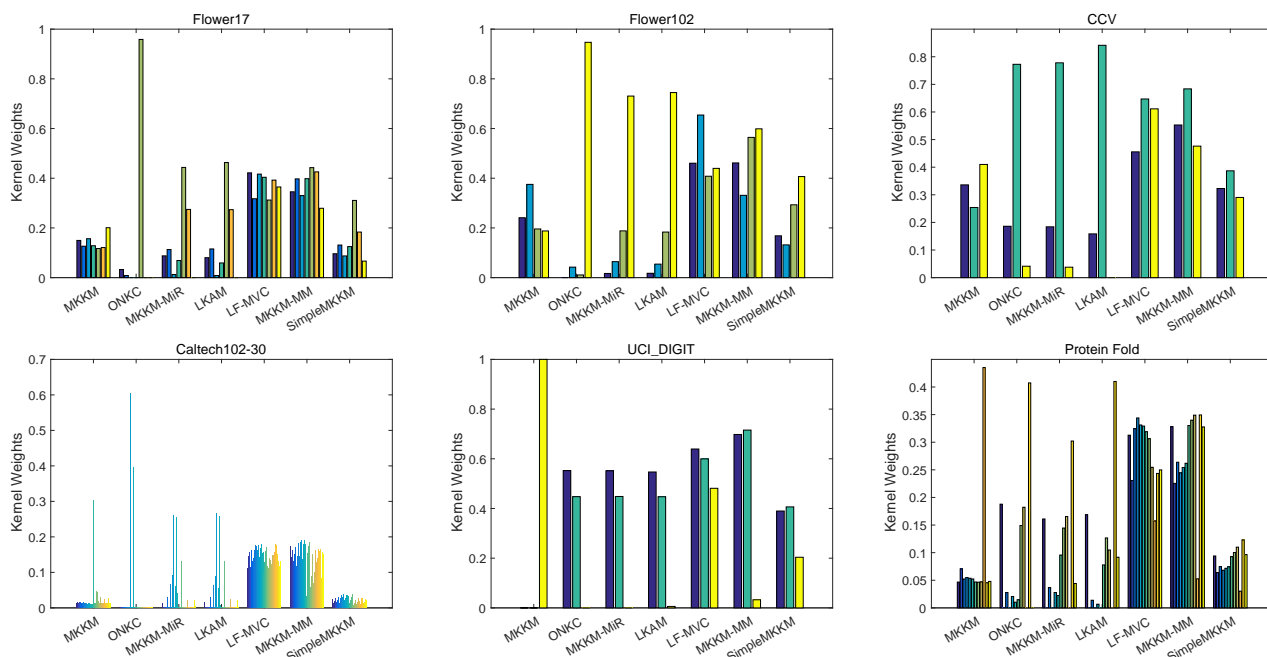 Flower17
Kernel Weights
1
0.8
0.6
0.4
0.2
0
MKKM
ONKC
MKKM-MiR
LKAM
LF-MVC
MKKM-MM
SimpleMKKM
Flower102
Kernel Weights
1
0.8
0.6
0.4
0.2
0
MKKM
ONKC
MKKM-MiR
LKAM
LF-MVC
MKKM-MM
SimpleMKKM
CCV
Kernel Weights
0.9
0.8
0.7
0.6
0.5
0.4
0.3
0.2
0.1
0
MKKM
ONKC
MKKM-MiR
LKAM
LF-MVC
MKKM-MM
SimpleMKKM
Caltech102-30
Kernel Weights
0.7
0.6
0.5
0.4
0.3
0.2
0.1
0
MKKM
ONKC
MKKM-MiR
LKAM
LF-MVC
MKKM-MM
SimpleMKKM
UCI_DIGIT
Kernel Weights
1
0.8
0.6
0.4
0.2
0
MKKM
ONKC
MKKM-MiR
LKAM
LF-MVC
MKKM-MM
SimpleMKKM
Protein Fold
Kernel Weights
0.4
0.35
0.3
0.25
0.2
0.15
0.1
0.05
0
MKKM
ONKC
MKKM-MiR
LKAM
LF-MVC
MKKM-MM
SimpleMKKM